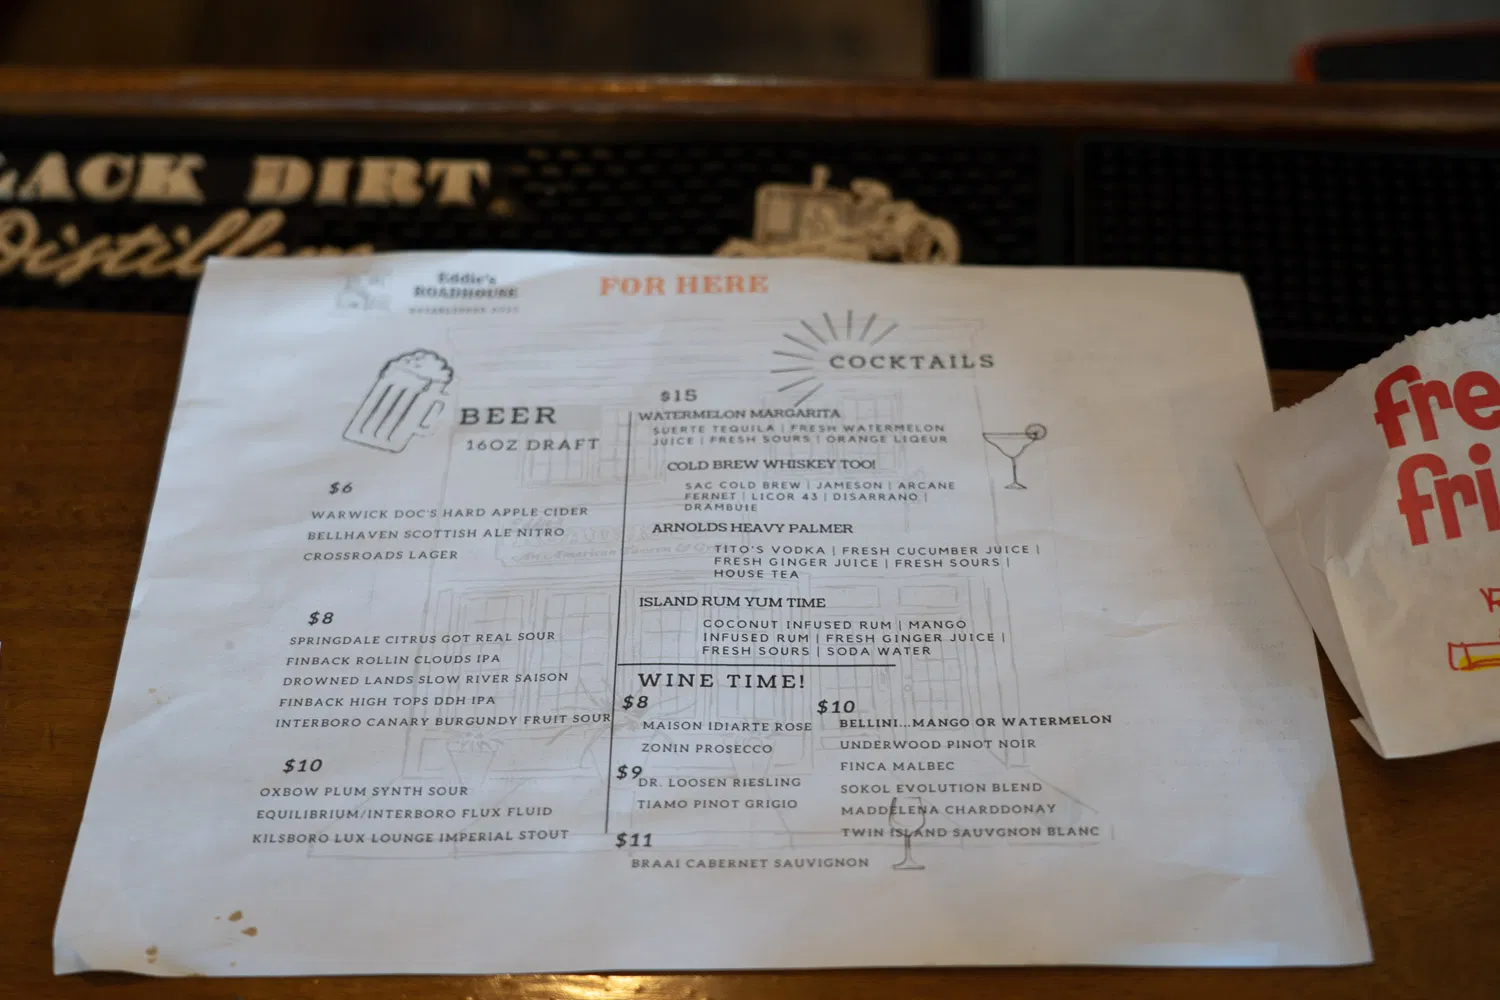 LACK DIRT
Distillery
Eddie's
ROADHOUSE
FOR HERE
BEER
16OZ DRAFT
$6
WARWICK DOC'S HARD APPLE CIDER
BELLHAVEN SCOTTISH ALE NITRO
CROSSROADS LAGER
$8
SPRINGDALE CITRUS GOT REAL SOUR
FINBACK ROLLIN CLOUDS IPA
DROWNED LANDS SLOW RIVER SAISON
FINBACK HIGH TOPS DDH IPA
INTERBORO CANARY BURGUNDY FRUIT SOUR
$10
OXBOW PLUM SYNTH SOUR
EQUILIBRIUM/INTERBORO FLUX FLUID
KILSBORO LUX LOUNGE IMPERIAL STOUT
COCKTAILS
$15
WATERMELON MARGARITA
SUERTE TEQUILA | FRESH WATERMELON
JUICE | FRESH SOURS | ORANGE LIQEUR
COLD BREW WHISKEY TOO!
SAC COLD BREW | JAMESON | ARCANE
FERNET | LICOR 43 | DISARRANO |
DRAMBUIE
ARNOLDS HEAVY PALMER
TITO'S VODKA | FRESH CUCUMBER JUICE |
FRESH GINGER JUICE | FRESH SOURS |
HOUSE TEA
ISLAND RUM YUM TIME
COCONUT INFUSED RUM | MANGO
INFUSED RUM | FRESH GINGER JUICE |
FRESH SOURS | SODA WATER
WINE TIME!
$8
MAISON IDIARTE ROSE
ZONIN PROSECCO
$9
DR. LOOSEN RIESLING
TIAMO PINOT GRIGIO
$11
BRAAI CABERNET SAUVIGNON
$10
BELLINI...MANGO OR WATERMELON
UNDERWOOD PINOT NOIR
FINCA MALBEC
SOKOL EVOLUTION BLEND
MADDELENA CHARDDONAY
TWIN ISLAND SAUVGNON BLANC
fre
fri